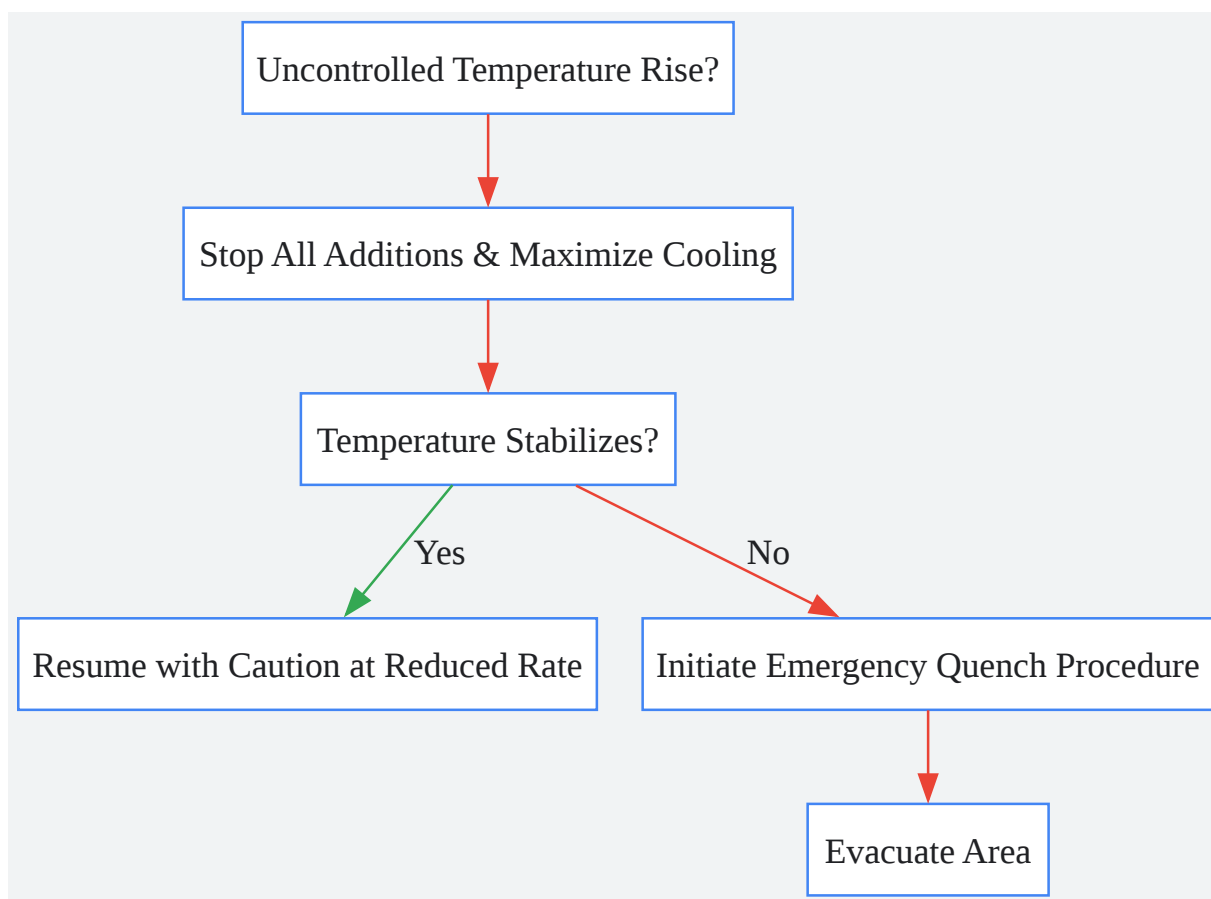 Uncontrolled Temperature Rise?
Stop All Additions & Maximize Cooling
Temperature Stabilizes?
Yes
No
Resume with Caution at Reduced Rate
Initiate Emergency Quench Procedure
Evacuate Area